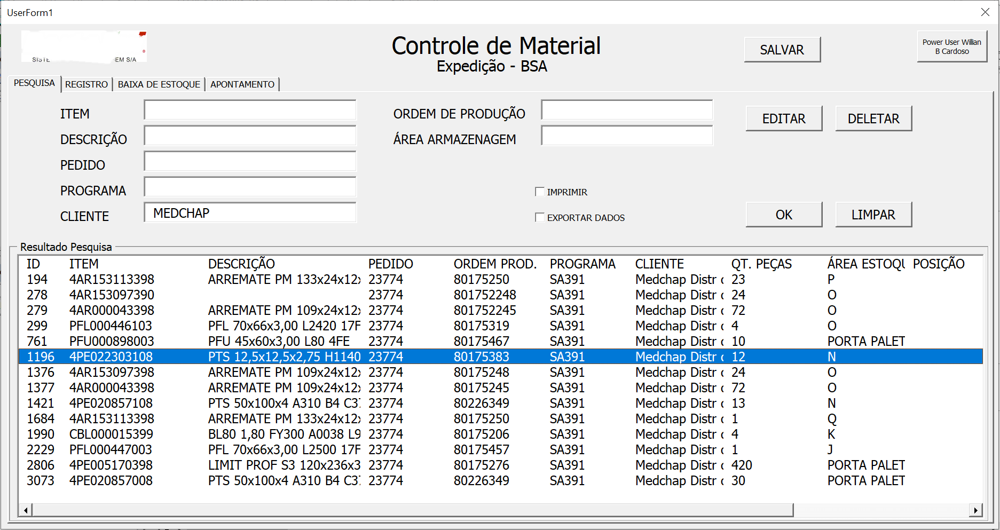 UserForm1
EM S/A
Controle de Material
Expedição - BSA
SALVAR
Power User Willian
B Cardoso
PESQUISA REGISTRO BAIXA DE ESTOQUE APONTAMENTO
ITEM
DESCRIÇÃO
PEDIDO
PROGRAMA
CLIENTE MEDCHAP
ORDEM DE PRODUÇÃO
ÁREA ARMAZENAGEM
IMPRIMIR
EXPORTAR DADOS
EDITAR DELETAR
OK LIMPAR
Resultado Pesquisa
ID ITEM DESCRIÇÃO PEDIDO ORDEM PROD. PROGRAMA CLIENTE QT. PEÇAS ÁREA ESTOQU POSIÇÃO
194 4AR153113398 ARREMATE PM 133x24x12x 23774 80175250 SA391 Medchap Distr 23 P
278 4AR153097390 23774 801752248 SA391 Medchap Distr 24 O
279 4AR000043398 ARREMATE PM 109x24x12x 23774 801752245 SA391 Medchap Distr 72 O
299 PFL000446103 PFL 70x66x3,00 L2420 17F 23774 80175319 SA391 Medchap Distr 4 O
761 PFU000898003 PFU 45x60x3,00 L80 4FE 23774 80175467 SA391 Medchap Distr 10 PORTA PALET
1196 4PE022303108 PTS 12,5x12,5x2,75 H1140 23774 80175383 SA391 Medchap Distr 12 N
1376 4AR153097398 ARREMATE PM 109x24x12x 23774 80175248 SA391 Medchap Distr 24 O
1377 4AR000043398 ARREMATE PM 109x24x12x 23774 80175245 SA391 Medchap Distr 72 O
1421 4PE020857108 PTS 50x100x4 A310 B4 C37 23774 80226349 SA391 Medchap Distr 13 N
1684 4AR153113398 ARREMATE PM 133x24x12x 23774 80175250 SA391 Medchap Distr 1 Q
1990 CBL000015399 BL80 1,80 FY300 A0038 L9 23774 80175206 SA391 Medchap Distr 4 K
2229 PFL000447003 PFL 70x66x3,00 L2500 17F 23774 80175457 SA391 Medchap Distr 1 J
2806 4PE005170398 LIMIT PROF S3 120x236x3 23774 80175276 SA391 Medchap Distr 420 PORTA PALET
3073 4PE020857008 PTS 50x100x4 A310 B4 C37 23774 80226349 SA391 Medchap Distr 30 PORTA PALET